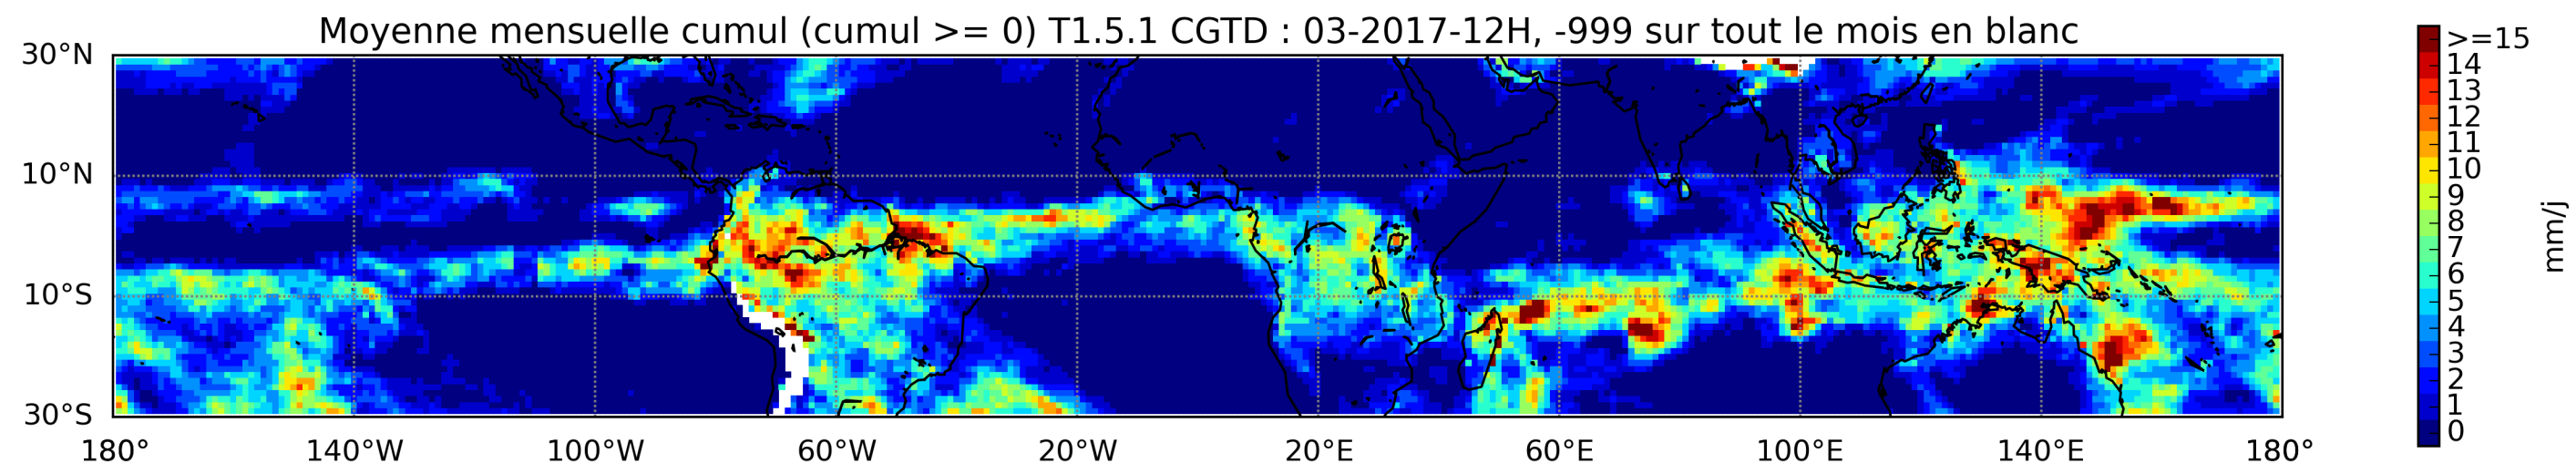 Moyenne mensuelle cumul (cumul >= 0) T1.5.1 CGTD : 03-2017-12H, -999 sur tout le mois en blanc
30°N
10°N
10°S
30°S
180°
140°W
100°W
60°W
20°W
20°E
60°E
100°E
140°E
180°
>=15
14
13
12
11
10
9
8
7
6
5
4
3
2
1
0
mm/j